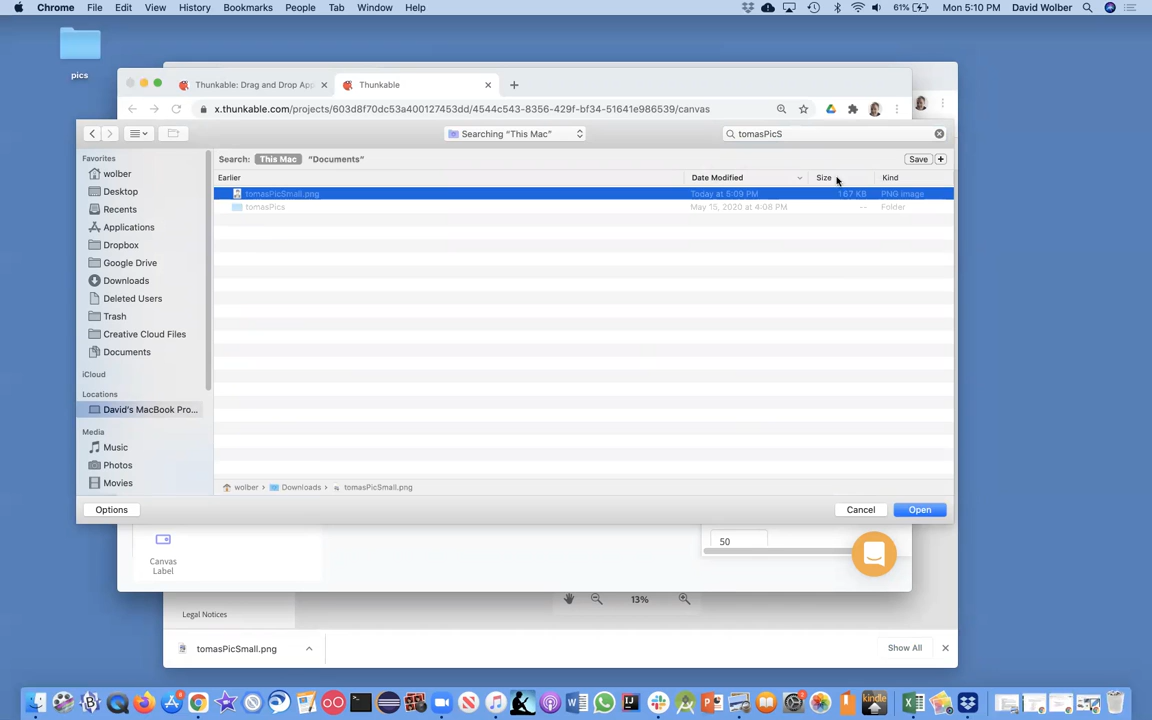 Chrome File Edit View History Bookmarks People Tab Window Help 61% Mon 5:10 PM David Wolber
pics
Thunkable: Drag and Drop App Thunkable
x.thunkable.com/projects/603d8f70dc53a400127453dd/4544c543-8356-429f-bf34-51641e986539/canvas
Searching "This Mac" tomasPicS
Favorites Search: This Mac "Documents" Save
wolber Earlier Date Modified Size Kind
Desktop tomasPicSmall.png Today at 5:09 PM 167 KB PNG image
Recents tomasPics May 15, 2020 at 4:08 PM -- Folder
Applications
Dropbox
Google Drive
Downloads
Deleted Users
Trash
Creative Cloud Files
Documents
iCloud
Locations
David's MacBook Pro...
Media
Music
Photos
Movies wolber Downloads tomasPicSmall.png
Options Cancel Open
50
Canvas
Label
13%
Legal Notices
tomasPicSmall.png Show All
kindle